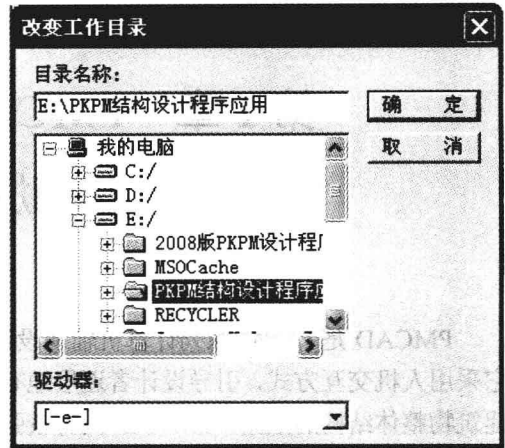 改变工作目录
目录名称：
E:\PKPM结构设计程序应用
确 定
取 消
我的电脑
C:/
D:/
E:/
2008版PKPM设计程序
MSOCache
PKPM结构设计程序应
RECYCLER
驱动器：
[-e-]
PMCAD